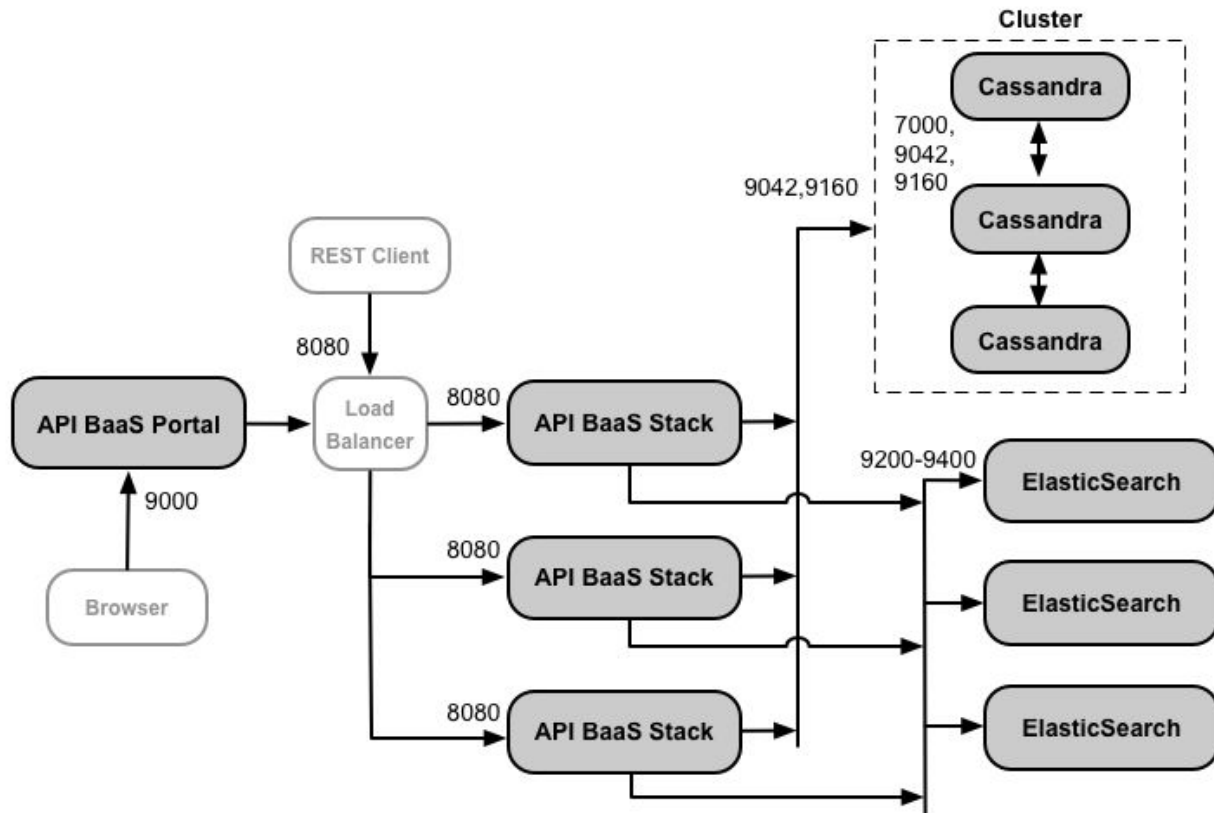 Cluster
Cassandra
7000,
9042,
9160
9042,9160
Cassandra
REST Client
Cassandra
8080
API BaaS Portal
Load
Balancer
8080
API BaaS Stack
9200-9400
ElasticSearch
9000
8080
API BaaS Stack
Browser
ElasticSearch
8080
API BaaS Stack
ElasticSearch